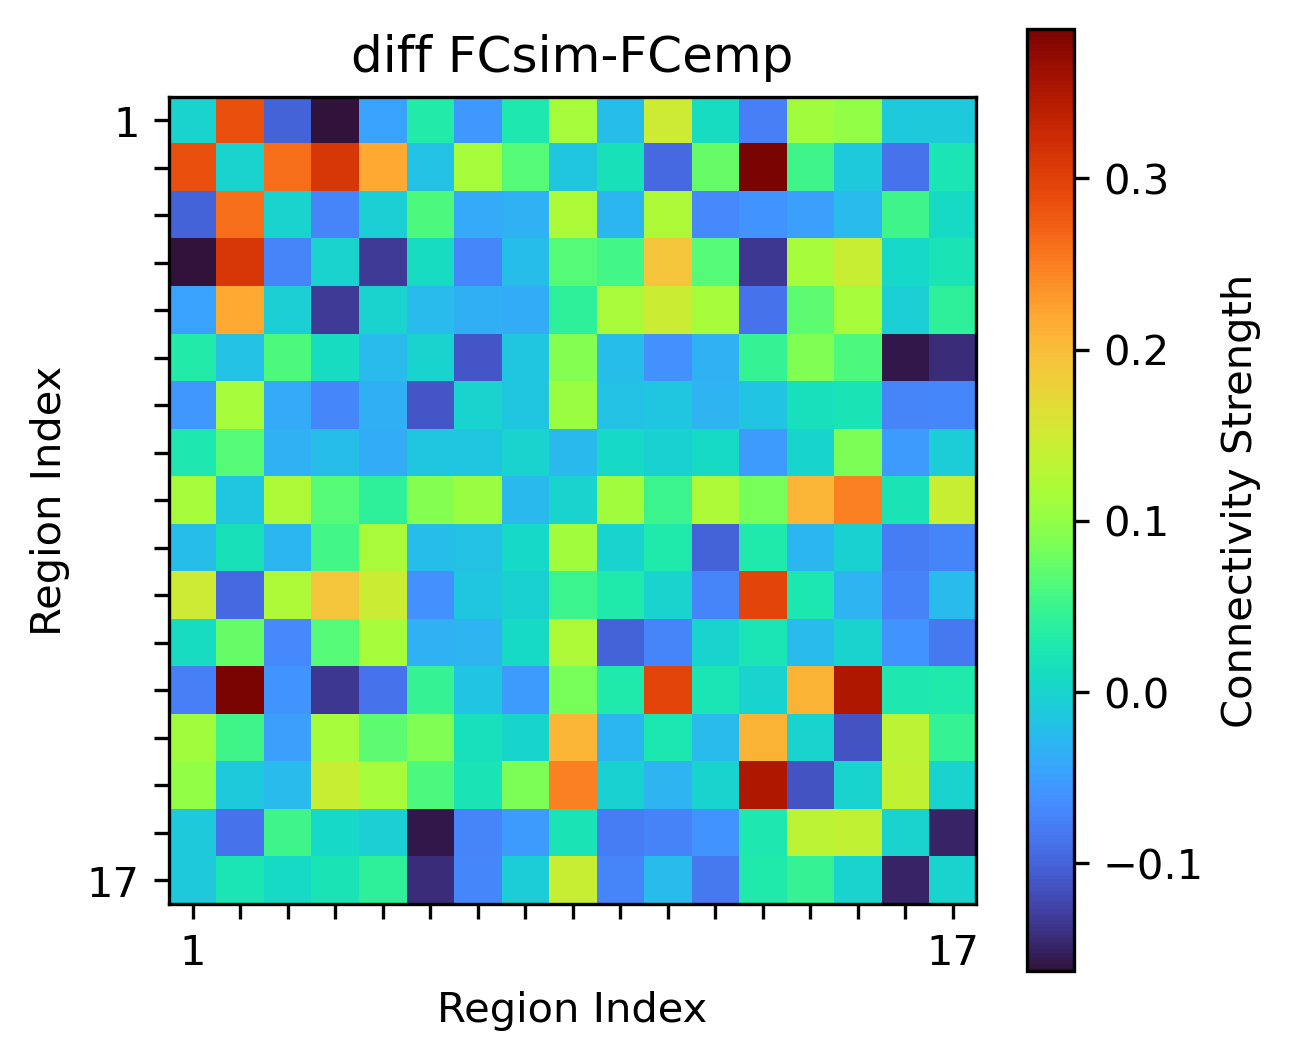 diff FCsim-FCemp
1
17
Region Index
1
17
Region Index
0.3
0.2
0.1
0.0
−0.1
Connectivity Strength